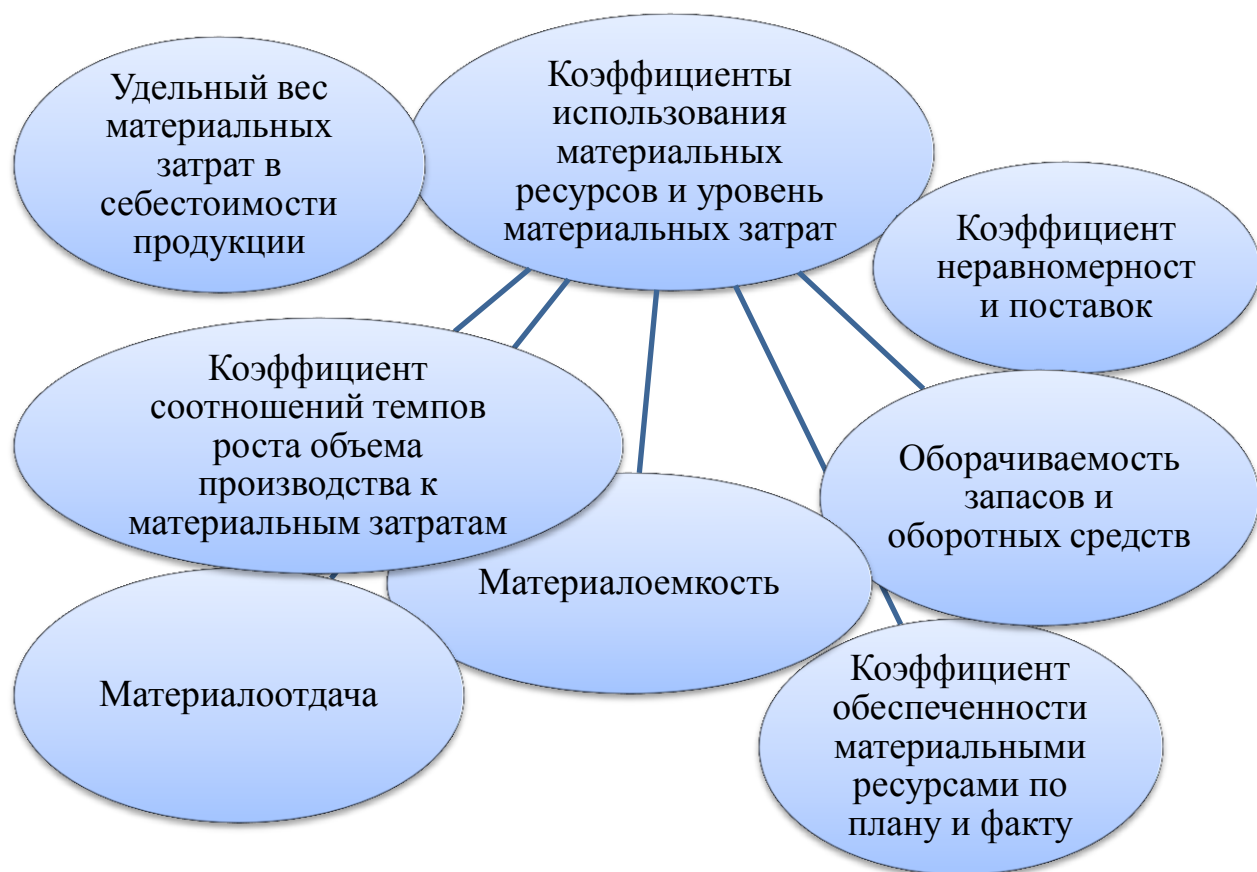 Удельный вес
материальных
затрат в
себестоимости
продукции
Коэффициенты
использования
материальных
ресурсов и уровень
материальных затрат
Коэффициент
неравномерност
и поставок
Коэффициент
соотношений темпов
роста объема
производства к
материальным затратам
Оборачиваемость
запасов и
оборотных средств
Материалоемкость
Материалоотдача
Коэффициент
обеспеченности
материальными
ресурсами по
плану и факту